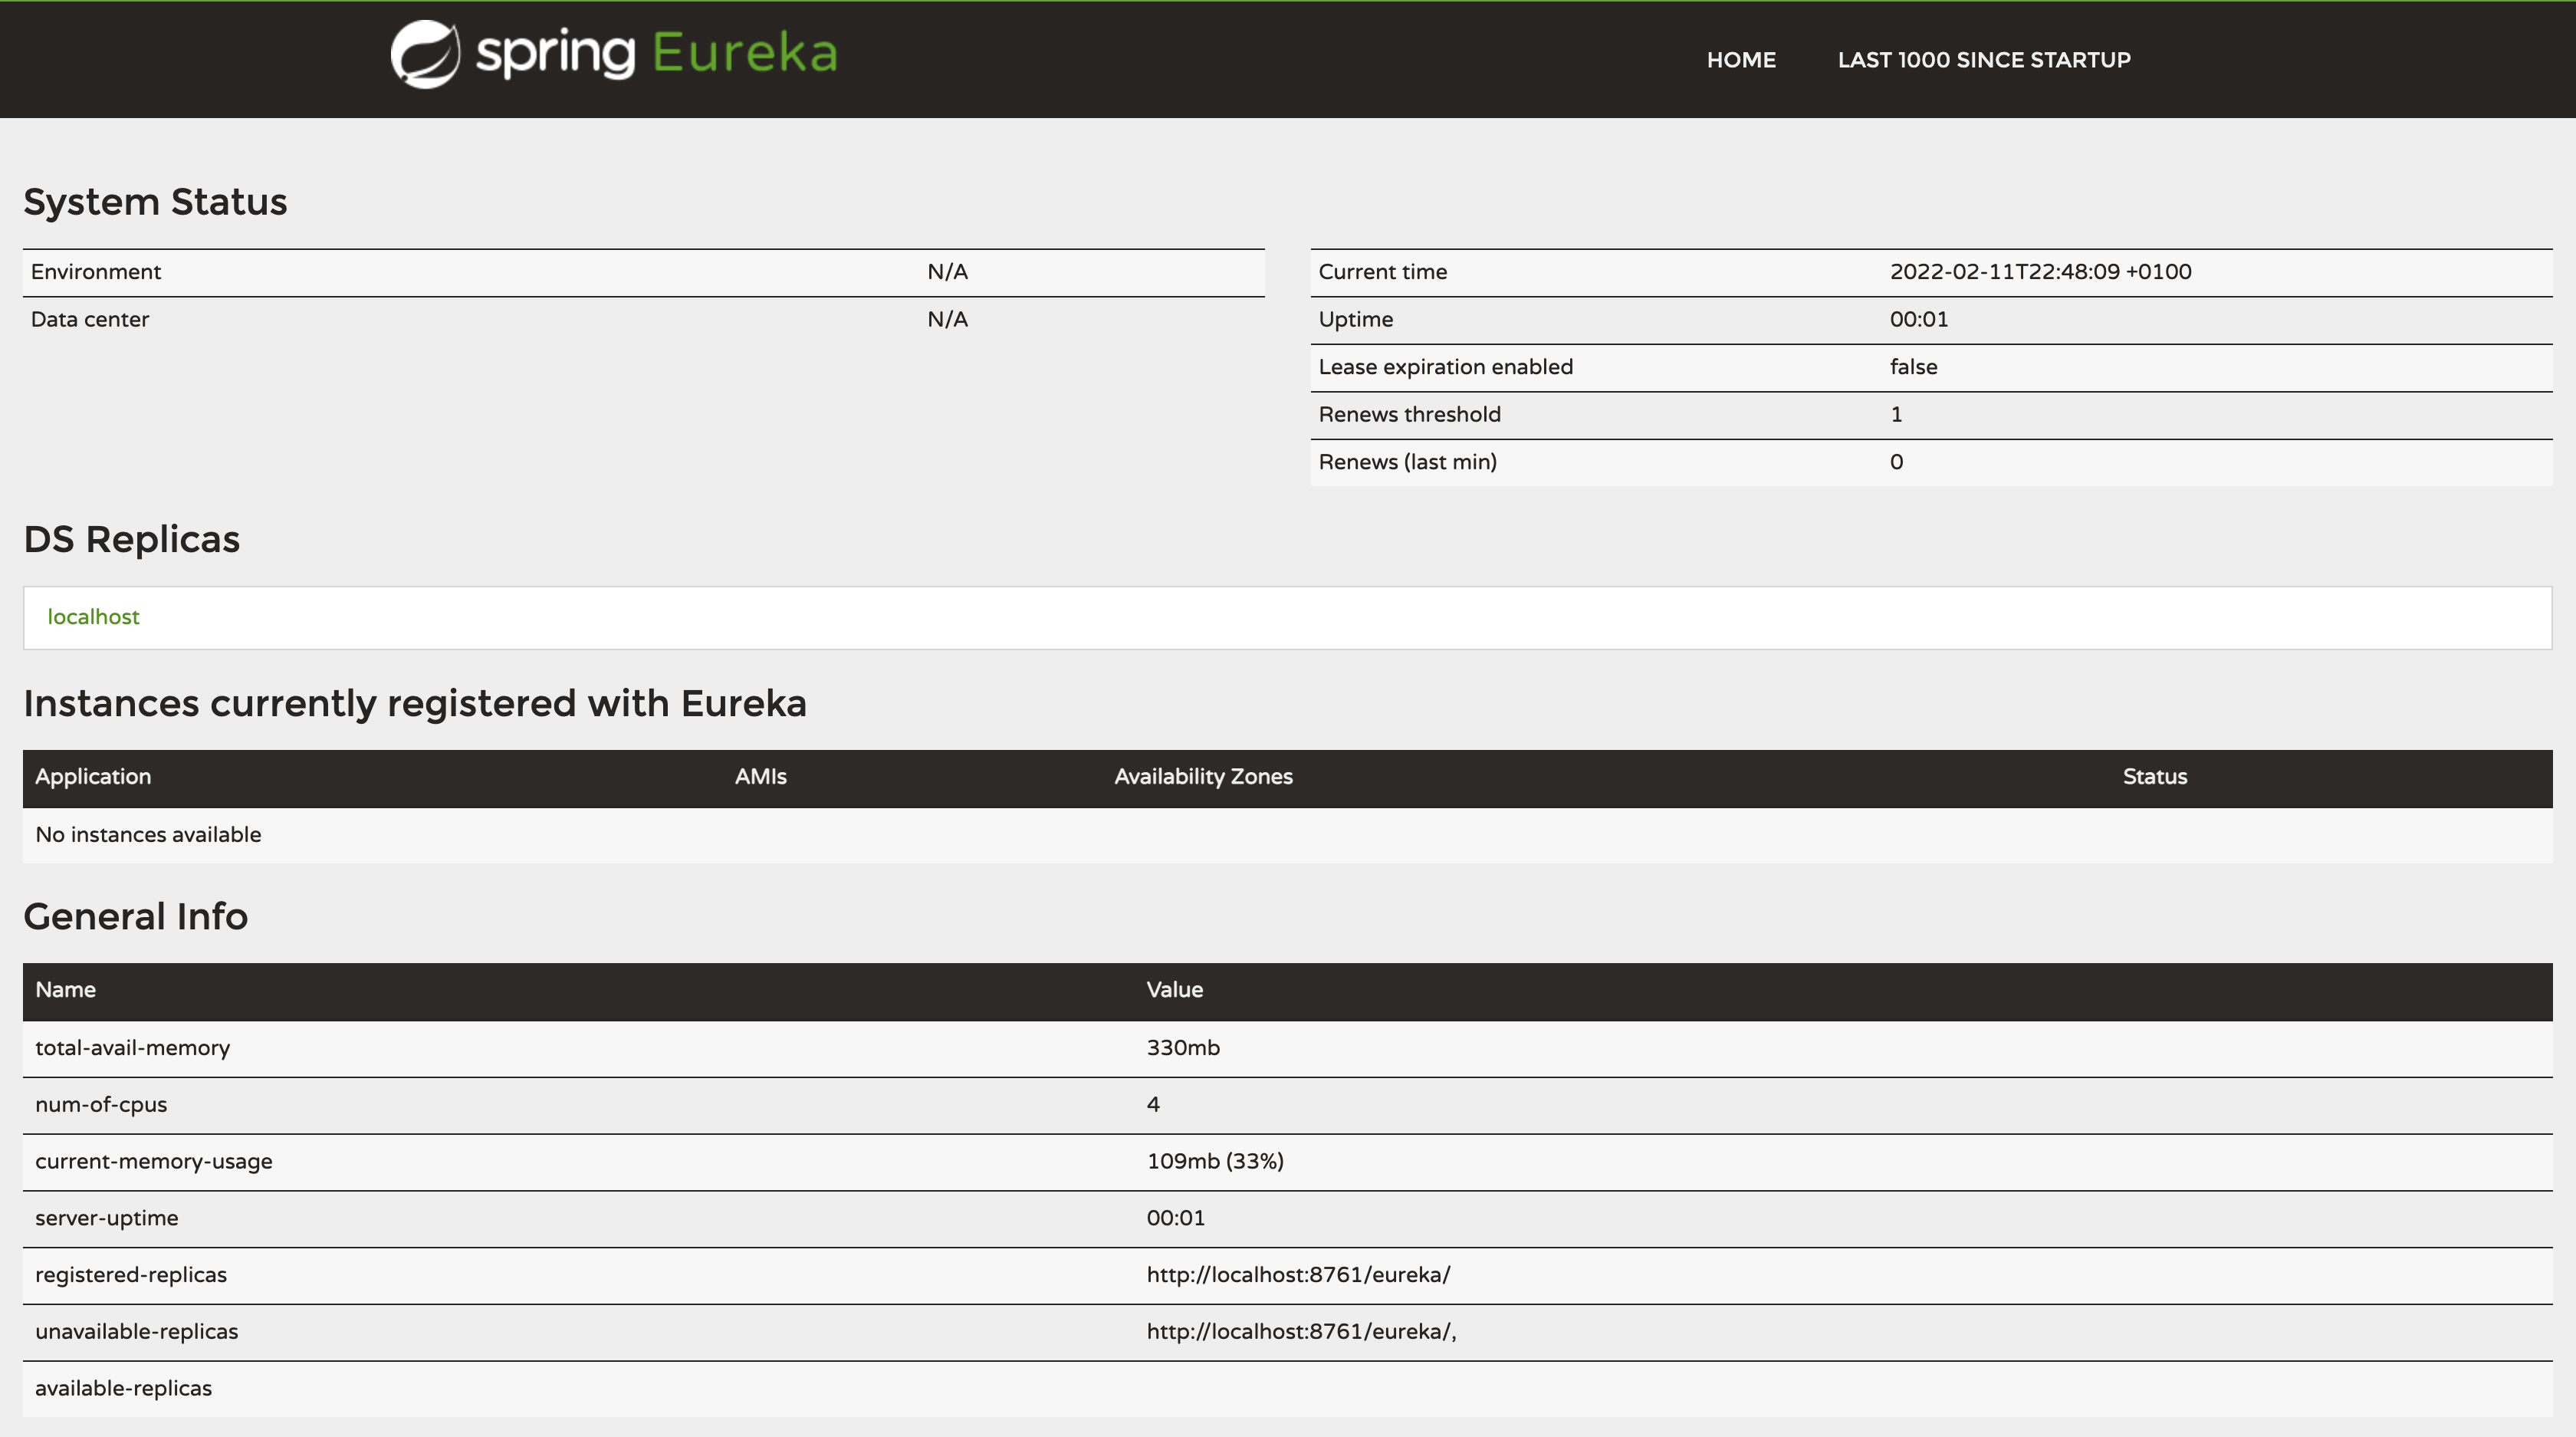 spring Eureka
HOME LAST 1000 SINCE STARTUP
System Status
Environment N/A
Data center N/A
Current time 2022-02-11T22:48:09 +0100
Uptime 00:01
Lease expiration enabled false
Renews threshold 1
Renews (last min) 0
DS Replicas
localhost
Instances currently registered with Eureka
Application AMIs Availability Zones Status
No instances available
General Info
Name Value
total-avail-memory 330mb
num-of-cpus 4
current-memory-usage 109mb (33%)
server-uptime 00:01
registered-replicas http://localhost:8761/eureka/
unavailable-replicas http://localhost:8761/eureka/,
available-replicas